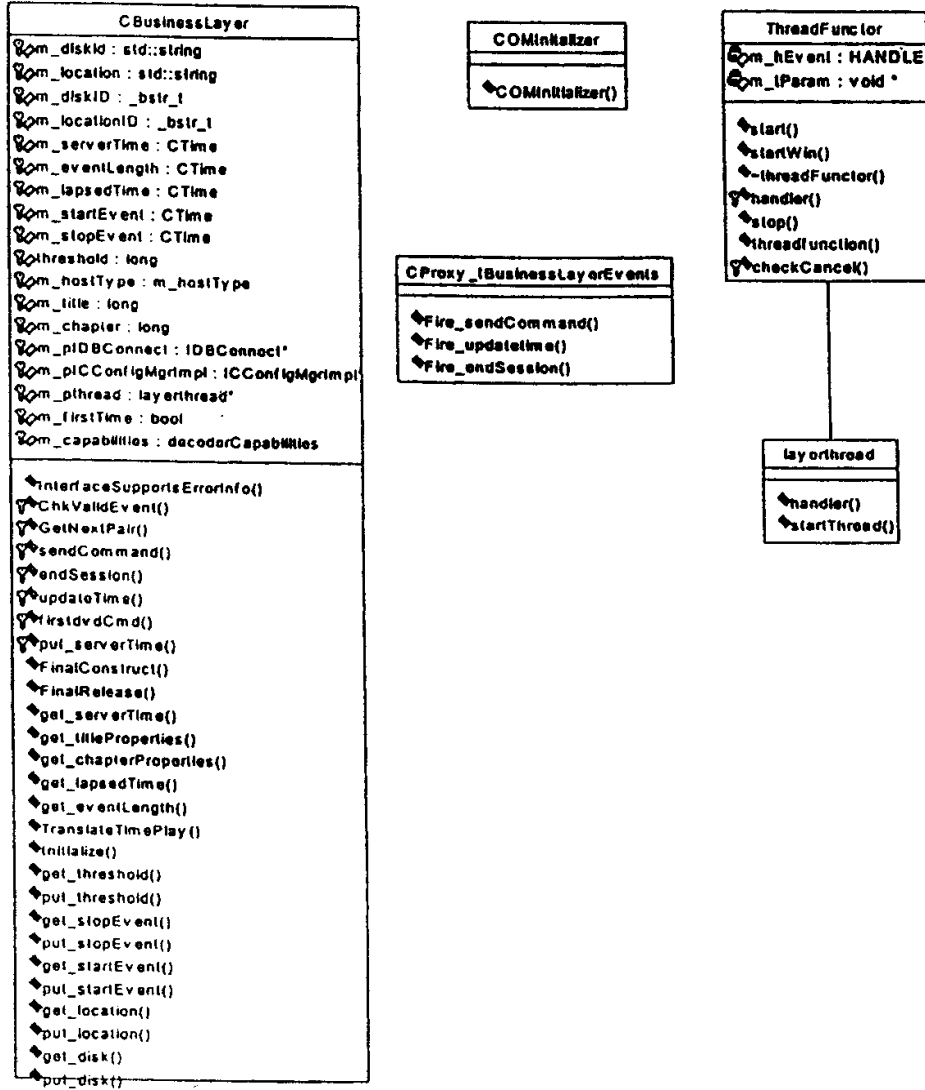 CBusinessLayer
m_diskId : std::string
m_location : std::string
m_diskID : _bstr_t
m_locationID : _bstr_t
m_serverTime : CTime
m_eventLength : CTime
m_lapsedTime : CTime
m_startEvent : CTime
m_stopEvent : CTime
threshold : long
m_hostType : m_hostType
m_title : long
m_chapter : long
m_pIDBConnect : IDBConnect*
m_pICConfigMgrImpl : ICConfigMgrImpl
m_pthread : layerthread*
m_firstTime : bool
m_capabilities : decoderCapabilities
InterfaceSupportsErrorInfo()
ChkValidEvent()
GetNextPair()
sendCommand()
endSession()
updateTime()
firstdvdCmd()
put_serverTime()
FinalConstruct()
FinalRelease()
get_serverTime()
get_titleProperties()
get_chapterProperties()
get_lapsedTime()
get_eventLength()
TranslateTimePlay()
Initialize()
get_threshold()
put_threshold()
get_stopEvent()
put_stopEvent()
get_startEvent()
put_startEvent()
get_location()
put_location()
get_disk()
put_disk()
COMInitializer
COMInitializer()
CProxy_IBusinessLayerEvents
Fire_sendCommand()
Fire_updatetime()
Fire_endSession()
ThreadFunctor
m_hEvent : HANDLE
m_lParam : void *
start()
startWin()
~threadFunctor()
handler()
stop()
threadfunction()
checkCancel()
layerthread
handler()
startThread()